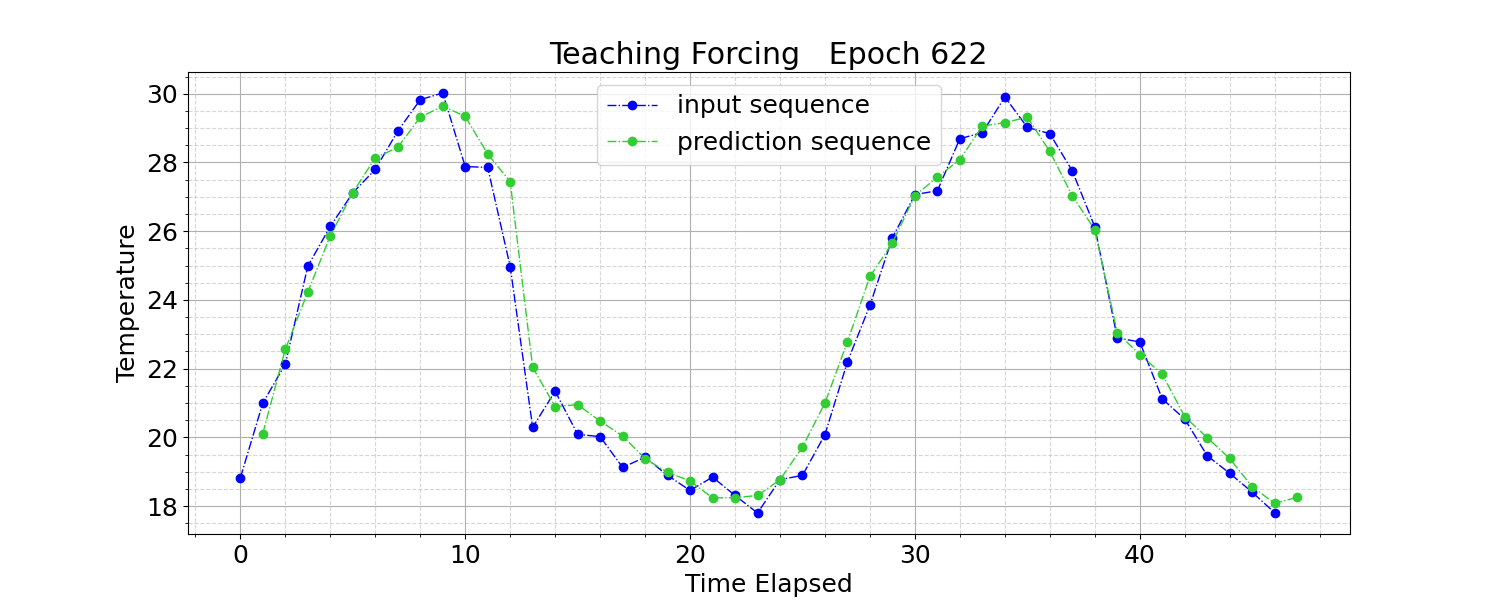 Teaching Forcing   Epoch 622
input sequence
prediction sequence
Temperature
30
28
26
24
22
20
18
0 10 20 30 40
Time Elapsed